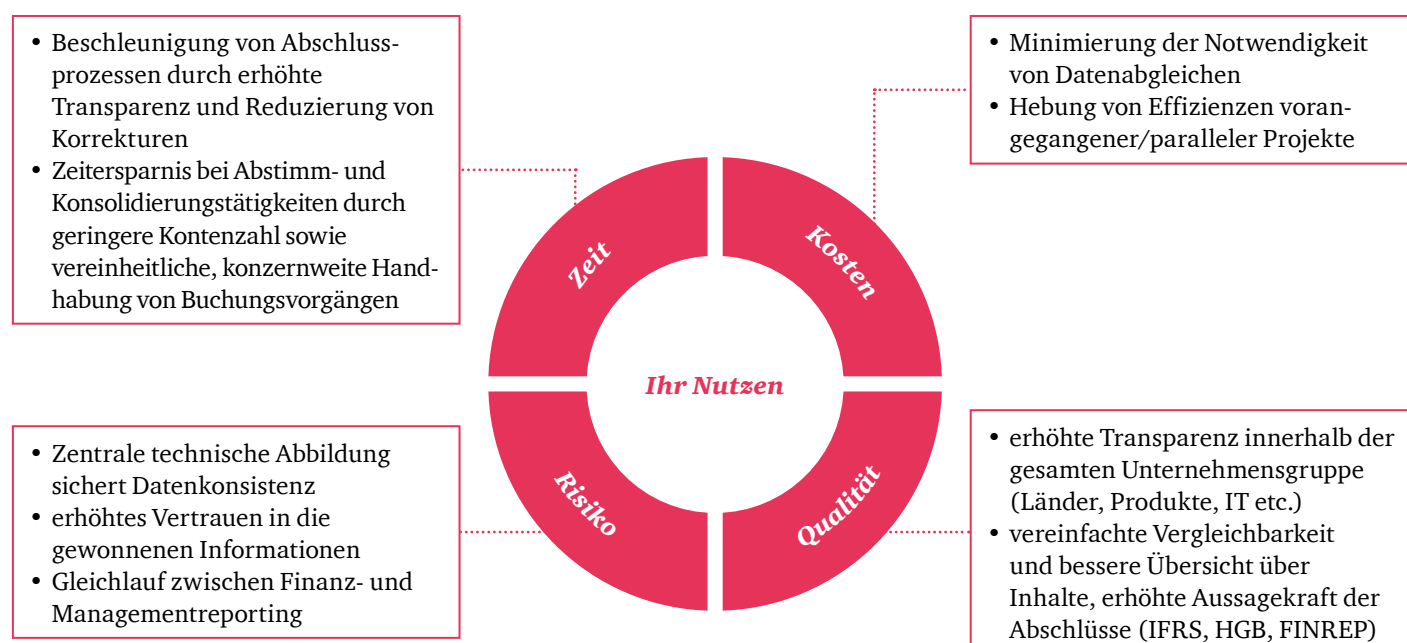 • Beschleunigung von Abschluss-
prozessen durch erhöhte
Transparenz und Reduzierung von
Korrekturen
• Zeitersparnis bei Abstimm- und
Konsolidierungstätigkeiten durch
geringere Kontenzahl sowie
vereinheitliche, konzernweite Hand-
habung von Buchungsvorgängen
• Minimierung der Notwendigkeit
von Datenabgleichen
• Hebung von Effizienzen voran-
gegangener/paralleler Projekte
Zeit
Kosten
Ihr Nutzen
Risiko
Qualität
• Zentrale technische Abbildung
sichert Datenkonsistenz
• erhöhtes Vertrauen in die
gewonnenen Informationen
• Gleichlauf zwischen Finanz- und
Managementreporting
• erhöhte Transparenz innerhalb der
gesamten Unternehmensgruppe
(Länder, Produkte, IT etc.)
• vereinfachte Vergleichbarkeit
und bessere Übersicht über
Inhalte, erhöhte Aussagekraft der
Abschlüsse (IFRS, HGB, FINREP)